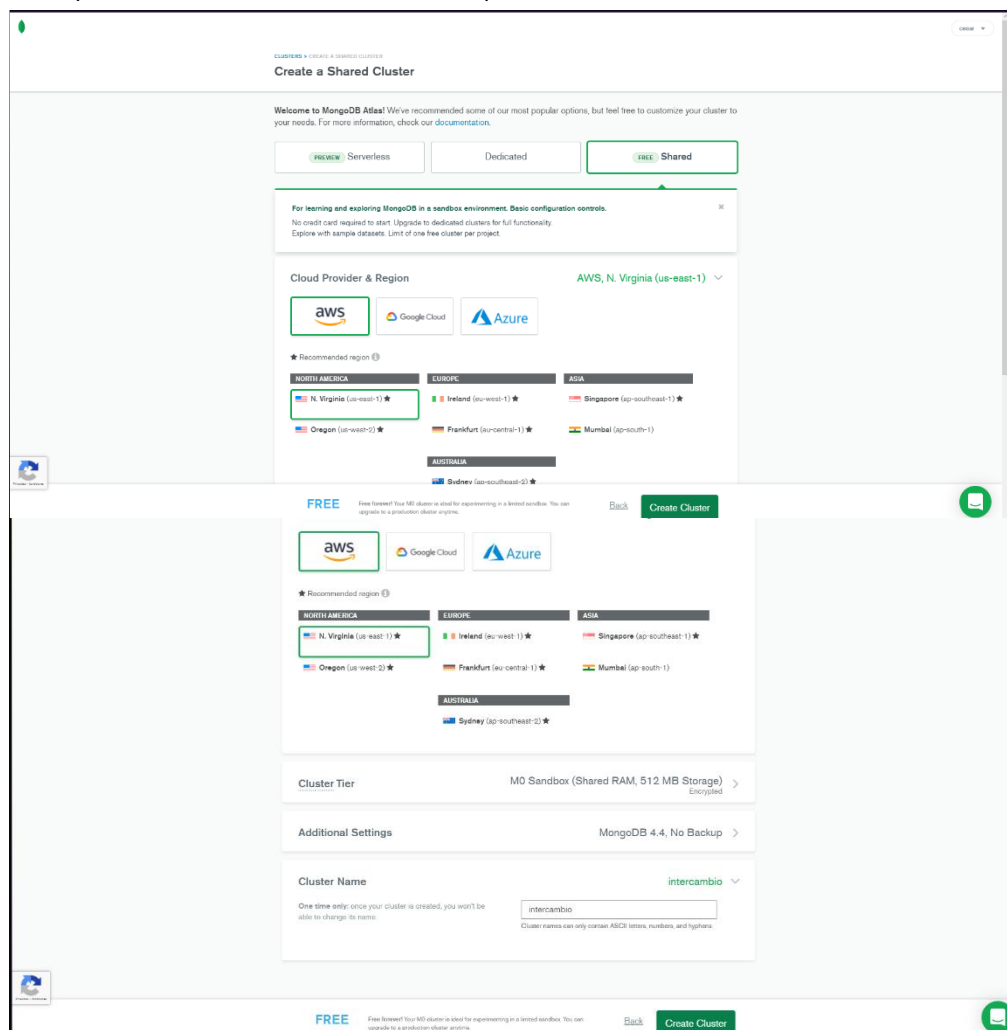 CLUSTERS > CREATE A SHARED CLUSTER
Create a Shared Cluster
Welcome to MongoDB Atlas! We've recommended some of our most popular options, but feel free to customize your cluster to
your needs. For more information, check our documentation.
PREVIEW Serverless
Dedicated
FREE Shared
For learning and exploring MongoDB in a sandbox environment. Basic configuration controls.
No credit card required to start. Upgrade to dedicated clusters for full functionality.
Explore with sample datasets. Limit of one free cluster per project.
Cloud Provider & Region
AWS, N. Virginia (us-east-1)
aws
Google Cloud
Azure
★ Recommended region
NORTH AMERICA
EUROPE
ASIA
N. Virginia (us-east-1) ★
Ireland (eu-west-1) ★
Singapore (ap-southeast-1) ★
Oregon (us-west-2) ★
Frankfurt (eu-central-1) ★
Mumbai (ap-south-1)
AUSTRALIA
Sydney (ap-southeast-2) ★
FREE
Free forever! Your M0 cluster is ideal for experimenting in a limited sandbox. You can
upgrade to a production cluster anytime.
Back
Create Cluster
aws
Google Cloud
Azure
★ Recommended region
NORTH AMERICA
EUROPE
ASIA
N. Virginia (us-east-1) ★
Ireland (eu-west-1) ★
Singapore (ap-southeast-1) ★
Oregon (us-west-2) ★
Frankfurt (eu-central-1) ★
Mumbai (ap-south-1)
AUSTRALIA
Sydney (ap-southeast-2) ★
Cluster Tier
M0 Sandbox (Shared RAM, 512 MB Storage)
Encrypted
Additional Settings
MongoDB 4.4, No Backup
Cluster Name
intercambio
One time only: once your cluster is created, you won't be
able to change its name.
intercambio
Cluster names can only contain ASCII letters, numbers, and hyphens.
FREE
Free forever! Your M0 cluster is ideal for experimenting in a limited sandbox. You can
upgrade to a production cluster anytime.
Back
Create Cluster